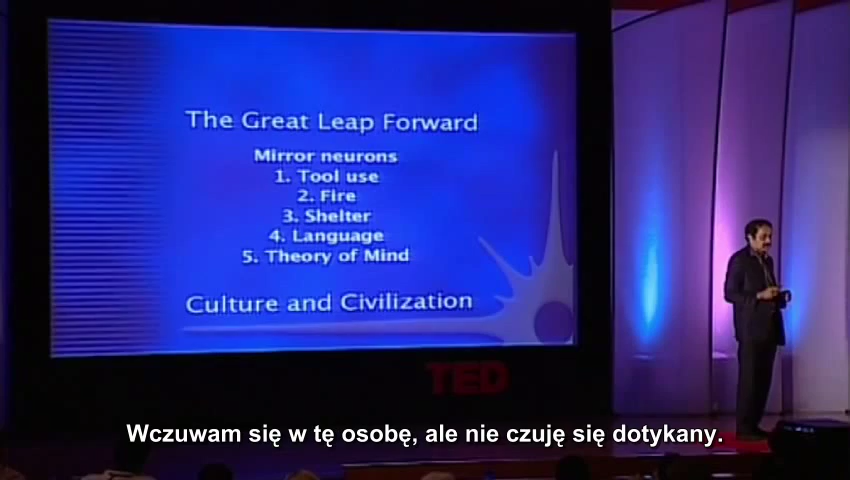 The Great Leap Forward
Mirror neurons
1. Tool use
2. Fire
3. Shelter
4. Language
5. Theory of Mind
Culture and Civilization
TED
Wczuwam się w tę osobę, ale nie czuję się dotykany.